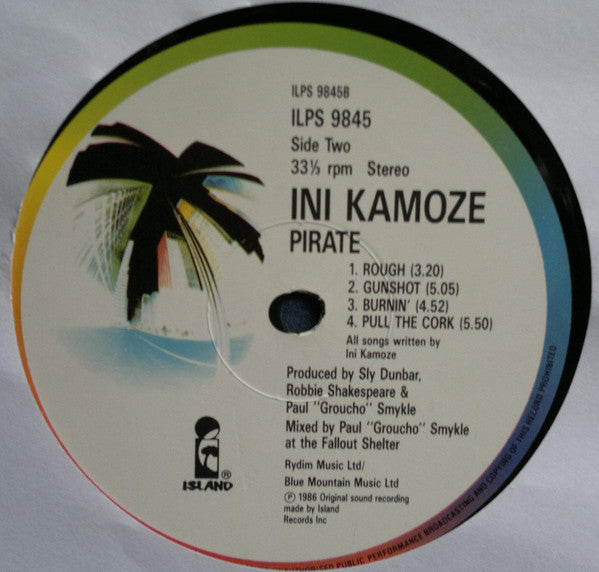 ILPS 9845B
ILPS 9845
Side Two
33⅓ rpm Stereo
INI KAMOZE
PIRATE
1. ROUGH (3.20)
2. GUNSHOT (5.05)
3. BURNIN' (4.52)
4. PULL THE CORK (5.50)
All songs written by
Ini Kamoze
Produced by Sly Dunbar,
Robbie Shakespeare &
Paul "Groucho" Smykle
Mixed by Paul "Groucho" Smykle
at the Fallout Shelter
Rydim Music Ltd/
Blue Mountain Music Ltd
Ⓟ 1986 Original sound recording
made by Island
Records Inc
i
ISLAND®
PUBLIC PERFORMANCE BROADCASTING AND COPYING OF THIS RECORD PROHIBITED